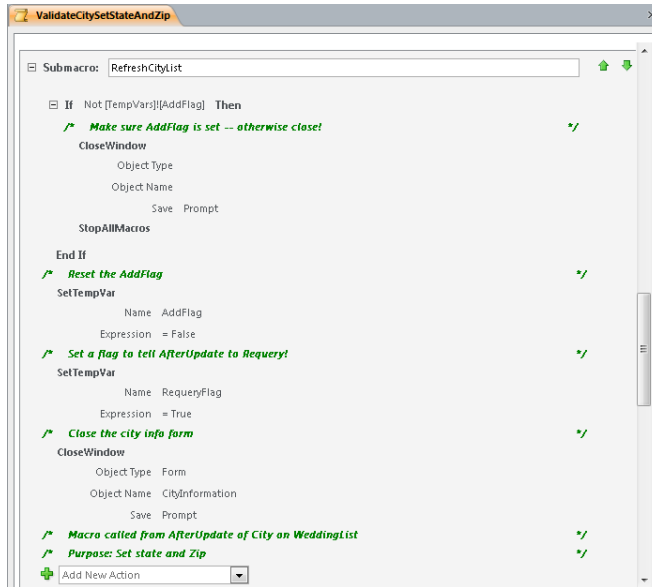 ValidateCitySetStateAndZip
Submacro: RefreshCityList
If Not [TempVars]![AddFlag] Then
/* Make sure AddFlag is set -- otherwise close! */
CloseWindow
Object Type
Object Name
Save Prompt
StopAllMacros
End If
/* Reset the AddFlag */
SetTempVar
Name AddFlag
Expression = False
/* Set a flag to tell AfterUpdate to Requery! */
SetTempVar
Name RequeryFlag
Expression = True
/* Close the city info form */
CloseWindow
Object Type Form
Object Name CityInformation
Save Prompt
/* Macro called from AfterUpdate of City on WeddingList */
/* Purpose: Set state and Zip */
Add New Action